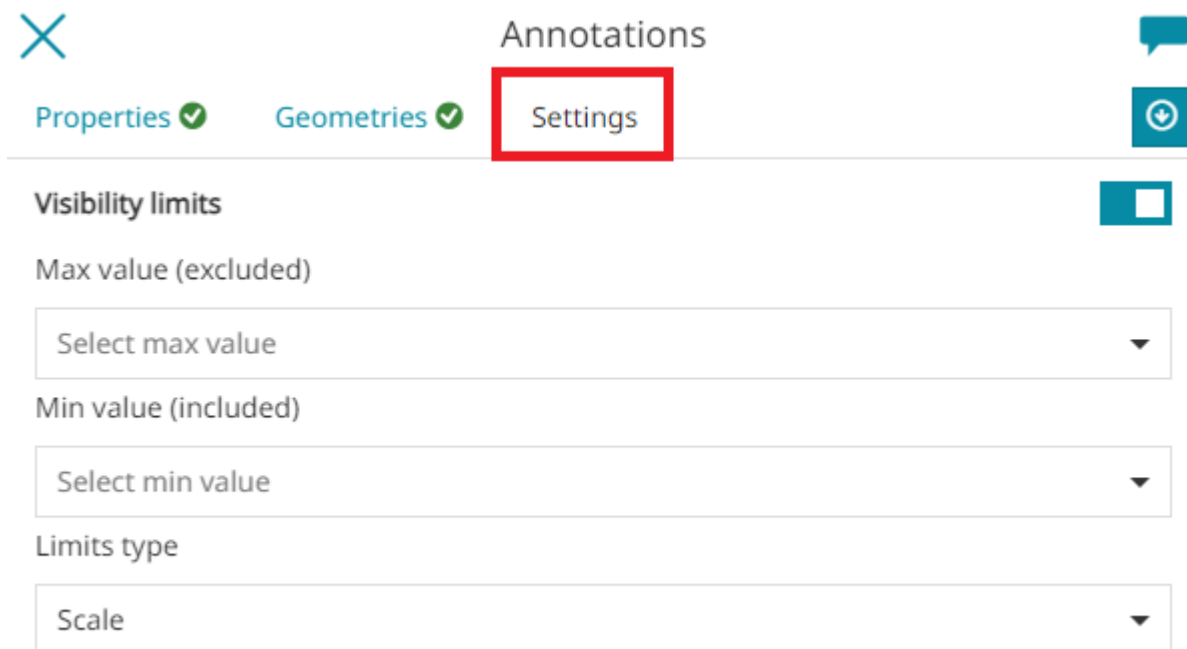 Annotations
Properties Geometries Settings
Visibility limits
Max value (excluded)
Select max value
Min value (included)
Select min value
Limits type
Scale